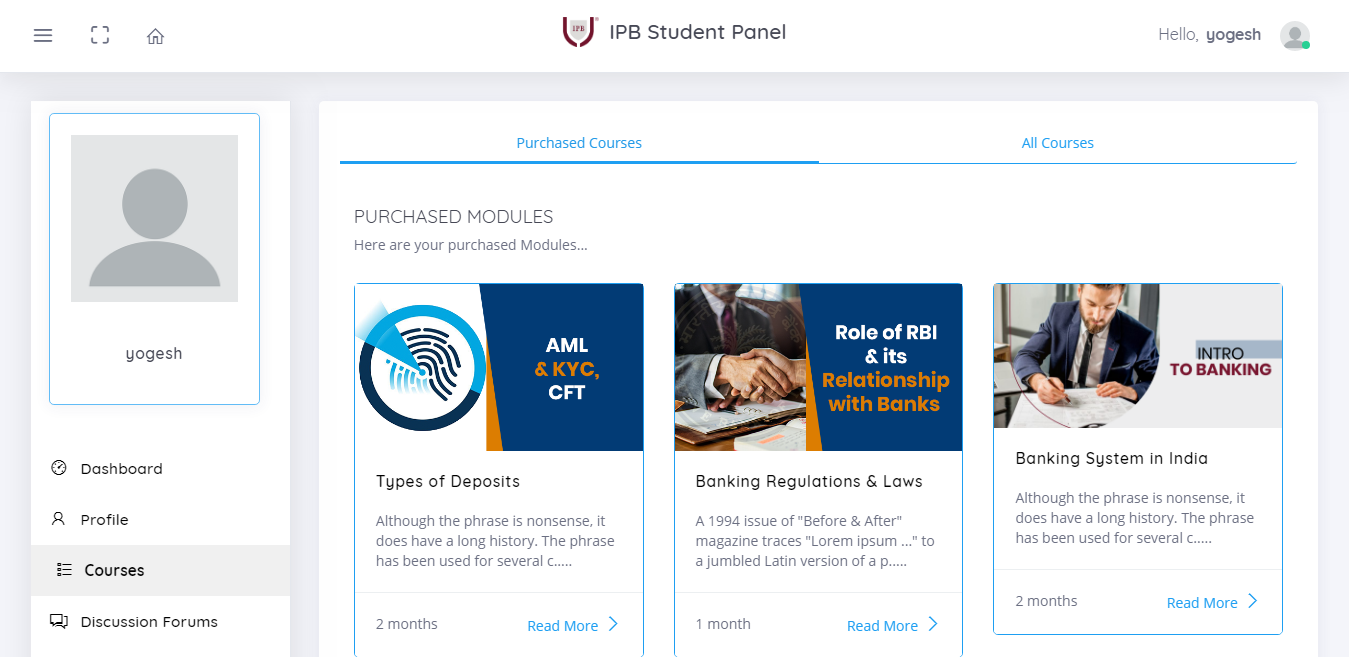 IPB
IPB Student Panel
Hello, yogesh
yogesh
Dashboard
Profile
Courses
Discussion Forums
Purchased Courses
All Courses
PURCHASED MODULES
Here are your purchased Modules...
AML
& KYC,
CFT
Types of Deposits
Although the phrase is nonsense, it
does have a long history. The phrase
has been used for several c.....
2 months
Read More
Role of RBI
& its
Relationship
with Banks
Banking Regulations & Laws
A 1994 issue of "Before & After"
magazine traces "Lorem ipsum ..." to
a jumbled Latin version of a p.....
1 month
Read More
INTRO
TO BANKING
Banking System in India
Although the phrase is nonsense, it
does have a long history. The phrase
has been used for several c.....
2 months
Read More